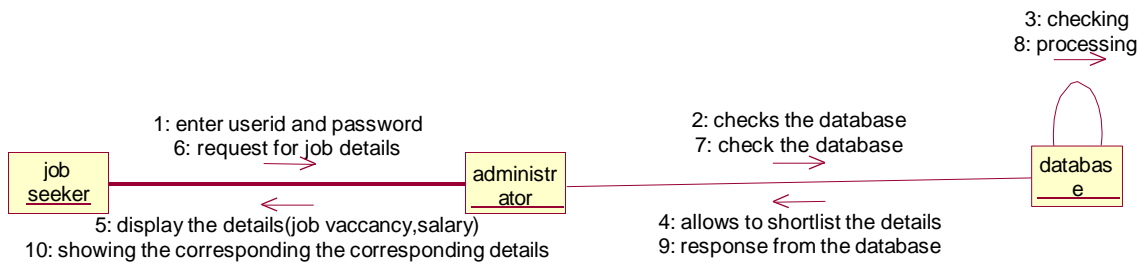 3: checking
8: processing
1: enter userid and password
6: request for job details
2: checks the database
7: check the database
job
seeker
administr
ator
databas
e
5: display the details(job vaccancy,salary)
10: showing the corresponding the corresponding details
4: allows to shortlist the details
9: response from the database